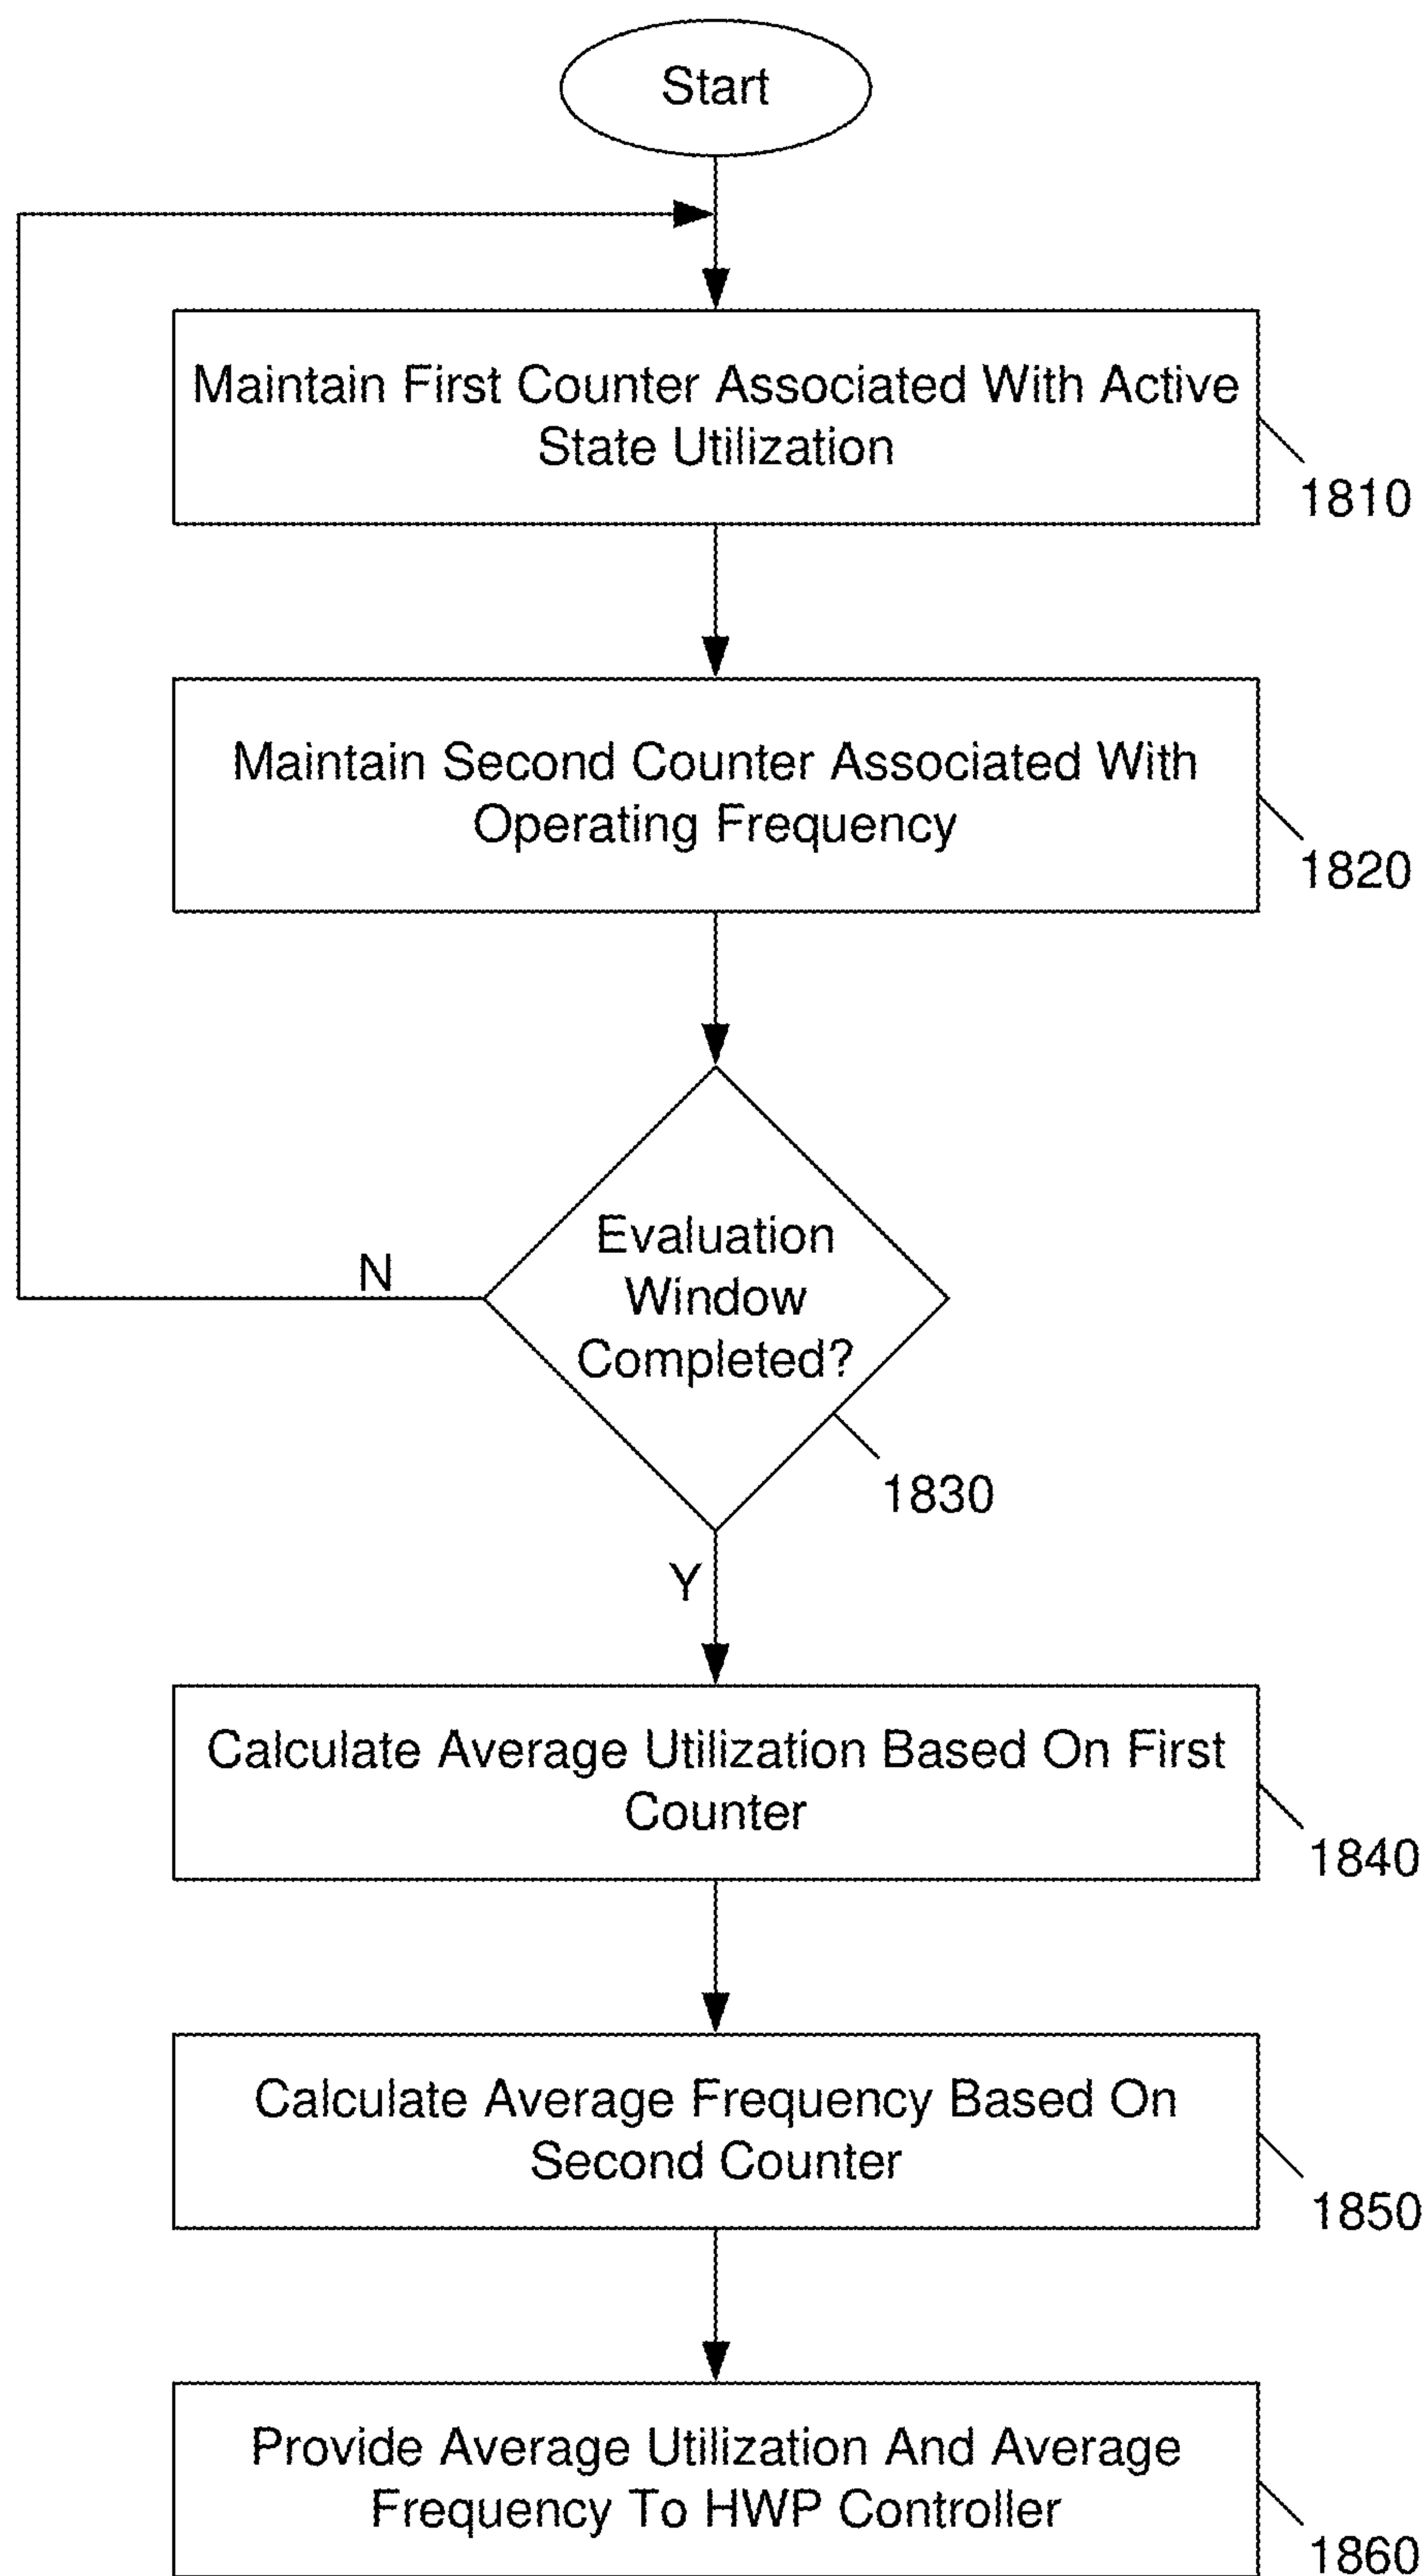 Start
Maintain First Counter Associated With Active
State Utilization
1810
Maintain Second Counter Associated With
Operating Frequency
1820
Evaluation
Window
Completed?
N
1830
Y
Calculate Average Utilization Based On First
Counter
1840
Calculate Average Frequency Based On
Second Counter
1850
Provide Average Utilization And Average
Frequency To HWP Controller
1860